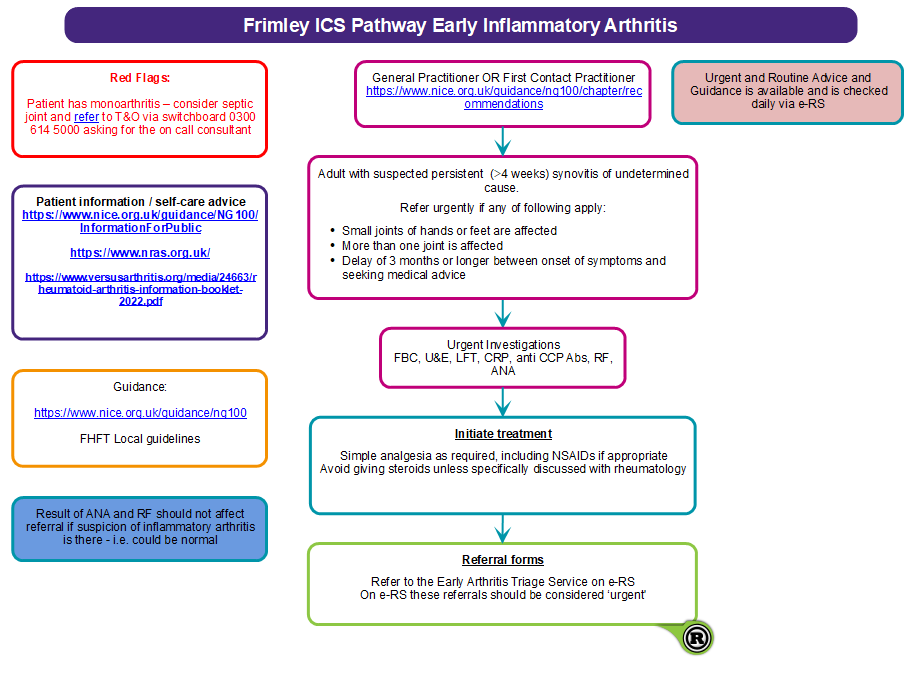 Frimley ICS Pathway Early Inflammatory Arthritis
Red Flags:
Patient has monoarthritis – consider septic
joint and refer to T&O via switchboard 0300
614 5000 asking for the on call consultant
Patient information / self-care advice
https://www.nice.org.uk/guidance/NG100/
InformationForPublic
https://www.nras.org.uk/
https://www.versusarthritis.org/media/24663/r
heumatoid-arthritis-information-booklet-
2022.pdf
Guidance:
https://www.nice.org.uk/guidance/ng100
FHFT Local guidelines
Result of ANA and RF should not affect
referral if suspicion of inflammatory arthritis
is there - i.e. could be normal
General Practitioner OR First Contact Practitioner
https://www.nice.org.uk/guidance/ng100/chapter/rec
ommendations
Adult with suspected persistent (>4 weeks) synovitis of undetermined
cause.
Refer urgently if any of following apply:
• Small joints of hands or feet are affected
• More than one joint is affected
• Delay of 3 months or longer between onset of symptoms and
seeking medical advice
Urgent Investigations
FBC, U&E, LFT, CRP, anti CCP Abs, RF,
ANA
Initiate treatment
Simple analgesia as required, including NSAIDs if appropriate
Avoid giving steroids unless specifically discussed with rheumatology
Referral forms
Refer to the Early Arthritis Triage Service on e-RS
On e-RS these referrals should be considered ‘urgent’
®
Urgent and Routine Advice and
Guidance is available and is checked
daily via e-RS